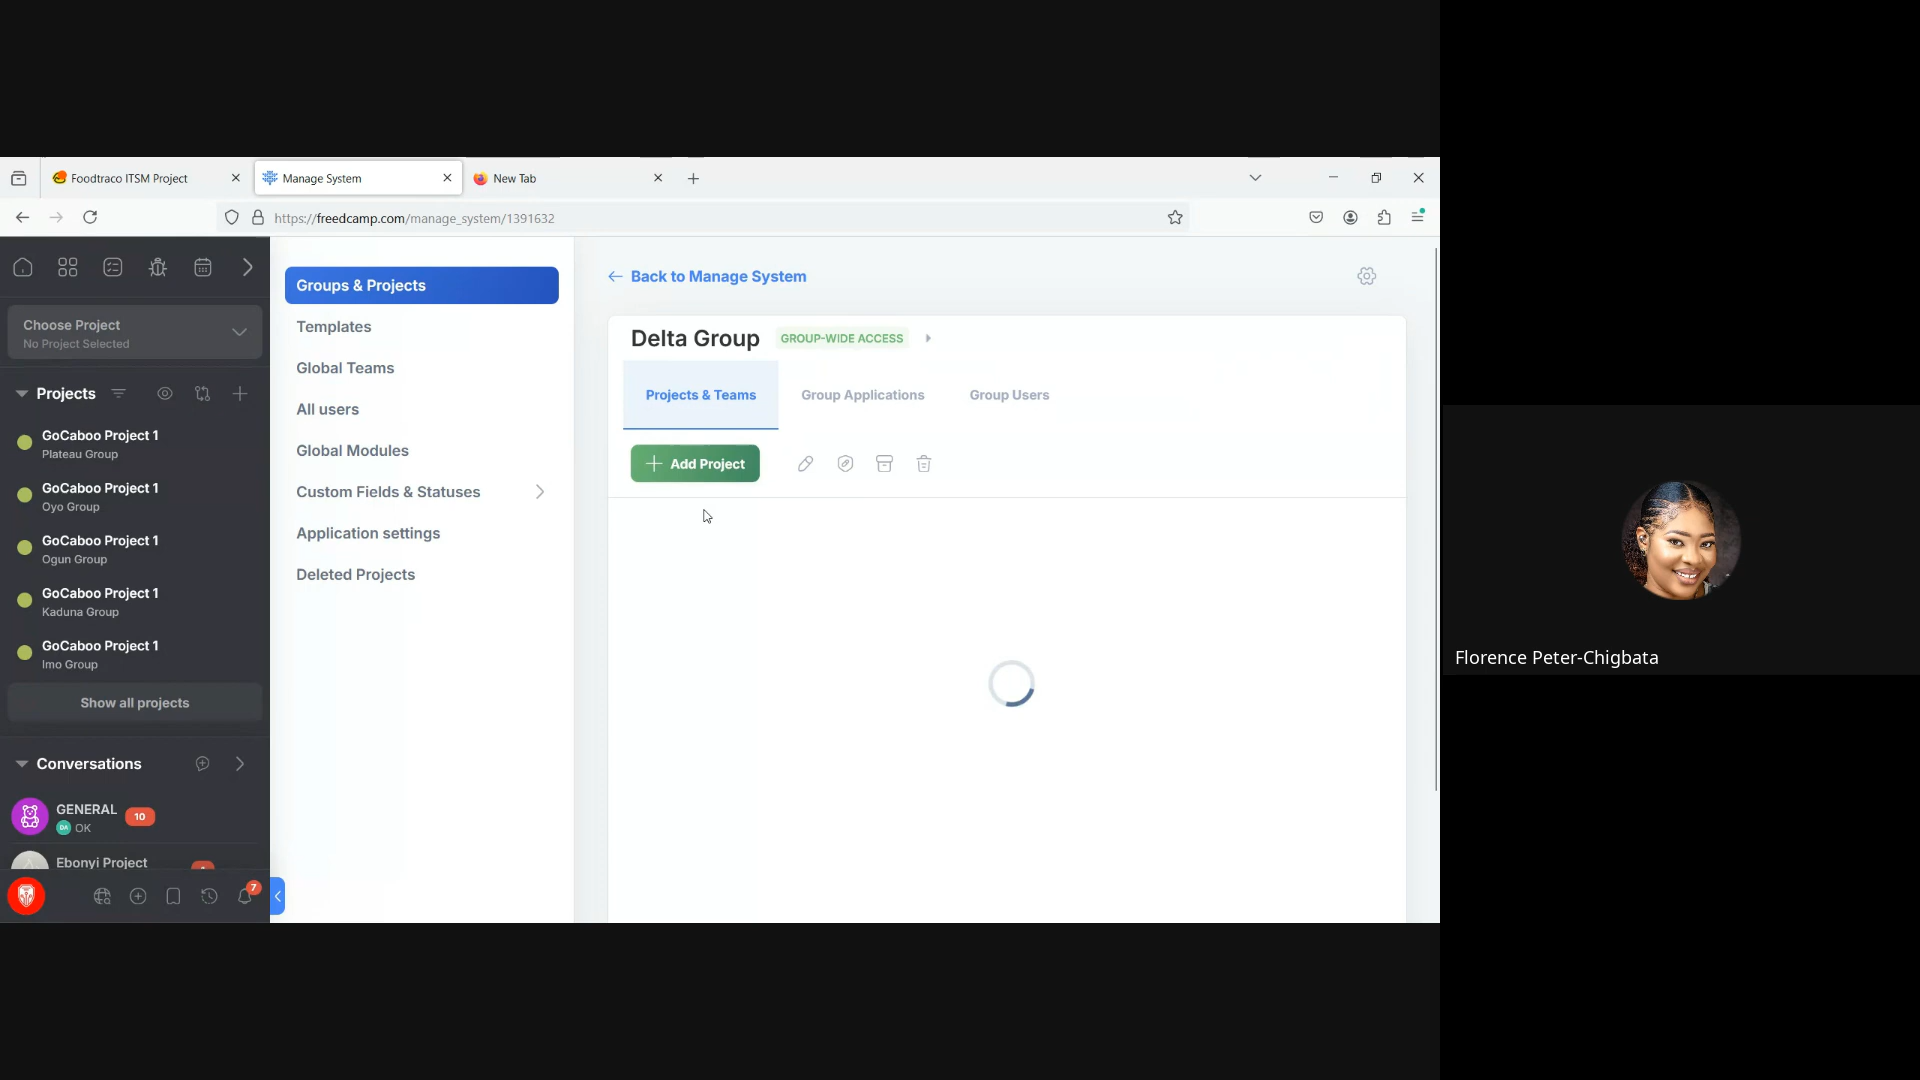 Foodtraco ITSM Project
Manage System
New Tab
https://freedcamp.com/manage_system/1391632
Choose Project
No Project Selected
Projects
GoCaboo Project 1
Plateau Group
GoCaboo Project 1
Oyo Group
GoCaboo Project 1
Ogun Group
GoCaboo Project 1
Kaduna Group
GoCaboo Project 1
Imo Group
Show all projects
Conversations
GENERAL
10
DA OK
Ebonyi Project
7
Groups & Projects
Templates
Global Teams
All users
Global Modules
Custom Fields & Statuses
Application settings
Deleted Projects
Back to Manage System
Delta Group
GROUP-WIDE ACCESS
Projects & Teams
Group Applications
Group Users
Add Project
Florence Peter-Chigbata